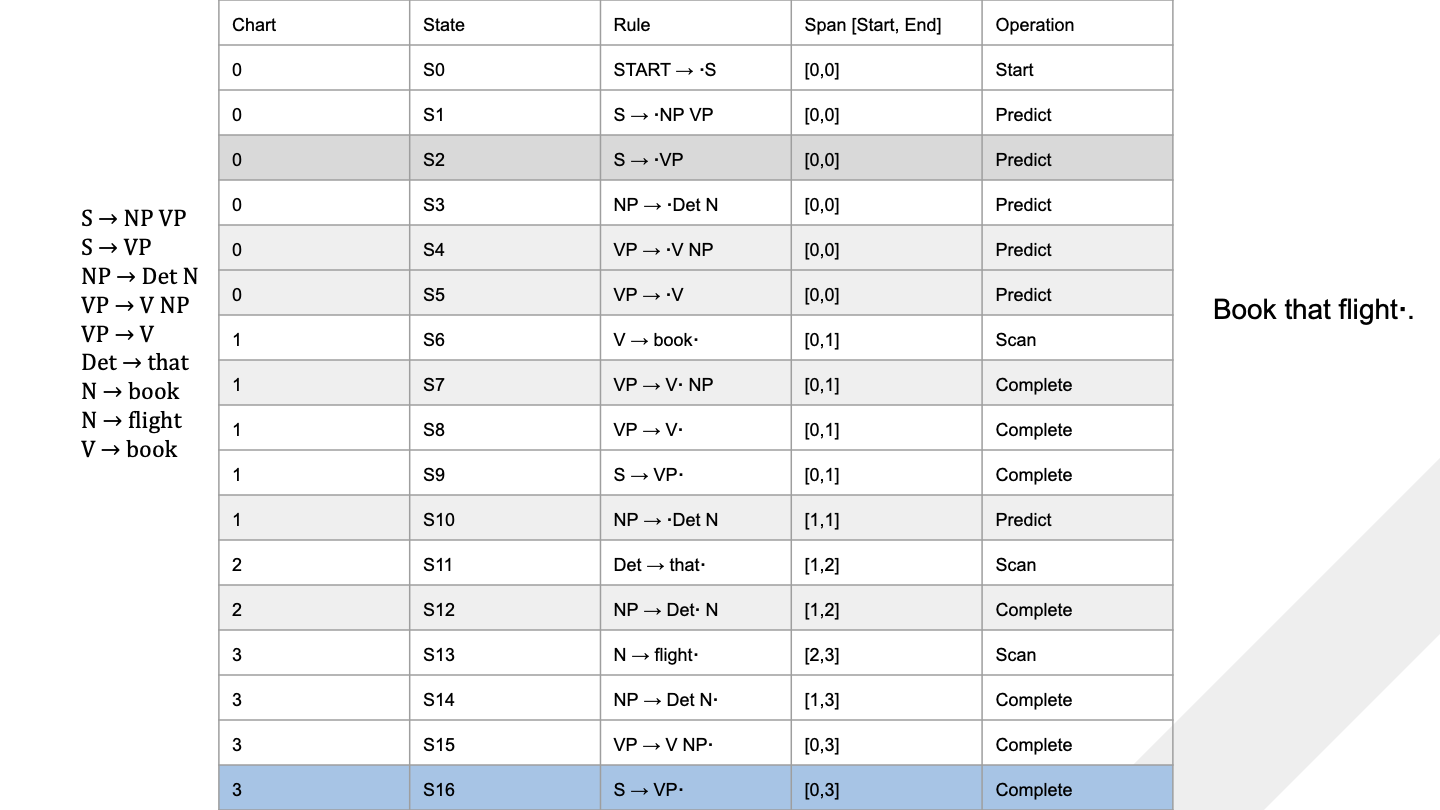 S → NP VP
S → VP
NP → Det N
VP → V NP
VP → V
Det → that
N → book
N → flight
V → book
Chart State Rule Span [Start, End] Operation
0 S0 START → ·S [0,0] Start
0 S1 S → ·NP VP [0,0] Predict
0 S2 S → ·VP [0,0] Predict
0 S3 NP → ·Det N [0,0] Predict
0 S4 VP → ·V NP [0,0] Predict
0 S5 VP → ·V [0,0] Predict
1 S6 V → book· [0,1] Scan
1 S7 VP → V· NP [0,1] Complete
1 S8 VP → V· [0,1] Complete
1 S9 S → VP· [0,1] Complete
1 S10 NP → ·Det N [1,1] Predict
2 S11 Det → that· [1,2] Scan
2 S12 NP → Det· N [1,2] Complete
3 S13 N → flight· [2,3] Scan
3 S14 NP → Det N· [1,3] Complete
3 S15 VP → V NP· [0,3] Complete
3 S16 S → VP· [0,3] Complete
Book that flight·.